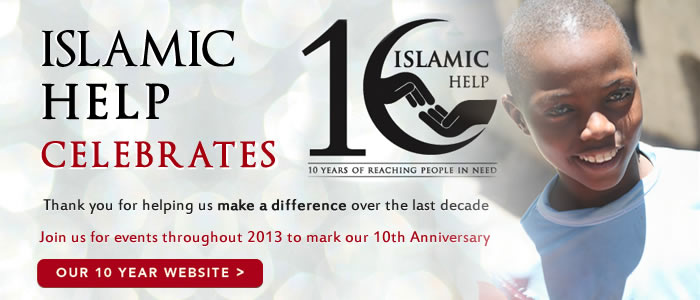 ISLAMIC
HELP
CELEBRATES
10
ISLAMIC
HELP
10 YEARS OF REACHING PEOPLE IN NEED
Thank you for helping us make a difference over the last decade
Join us for events throughout 2013 to mark our 10th Anniversary
OUR 10 YEAR WEBSITE >